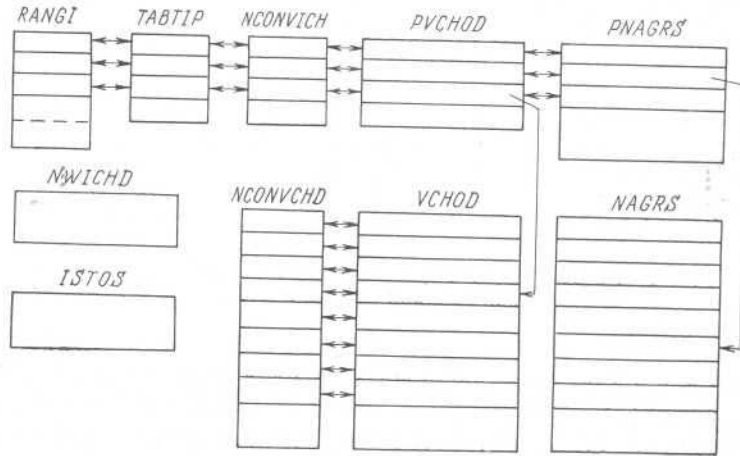 RANGI
TABTIP
NCONVICH
PVCHOD
PNAGRS
NWICHD
NCONVCHD
VCHOD
NAGRS
ISTOS